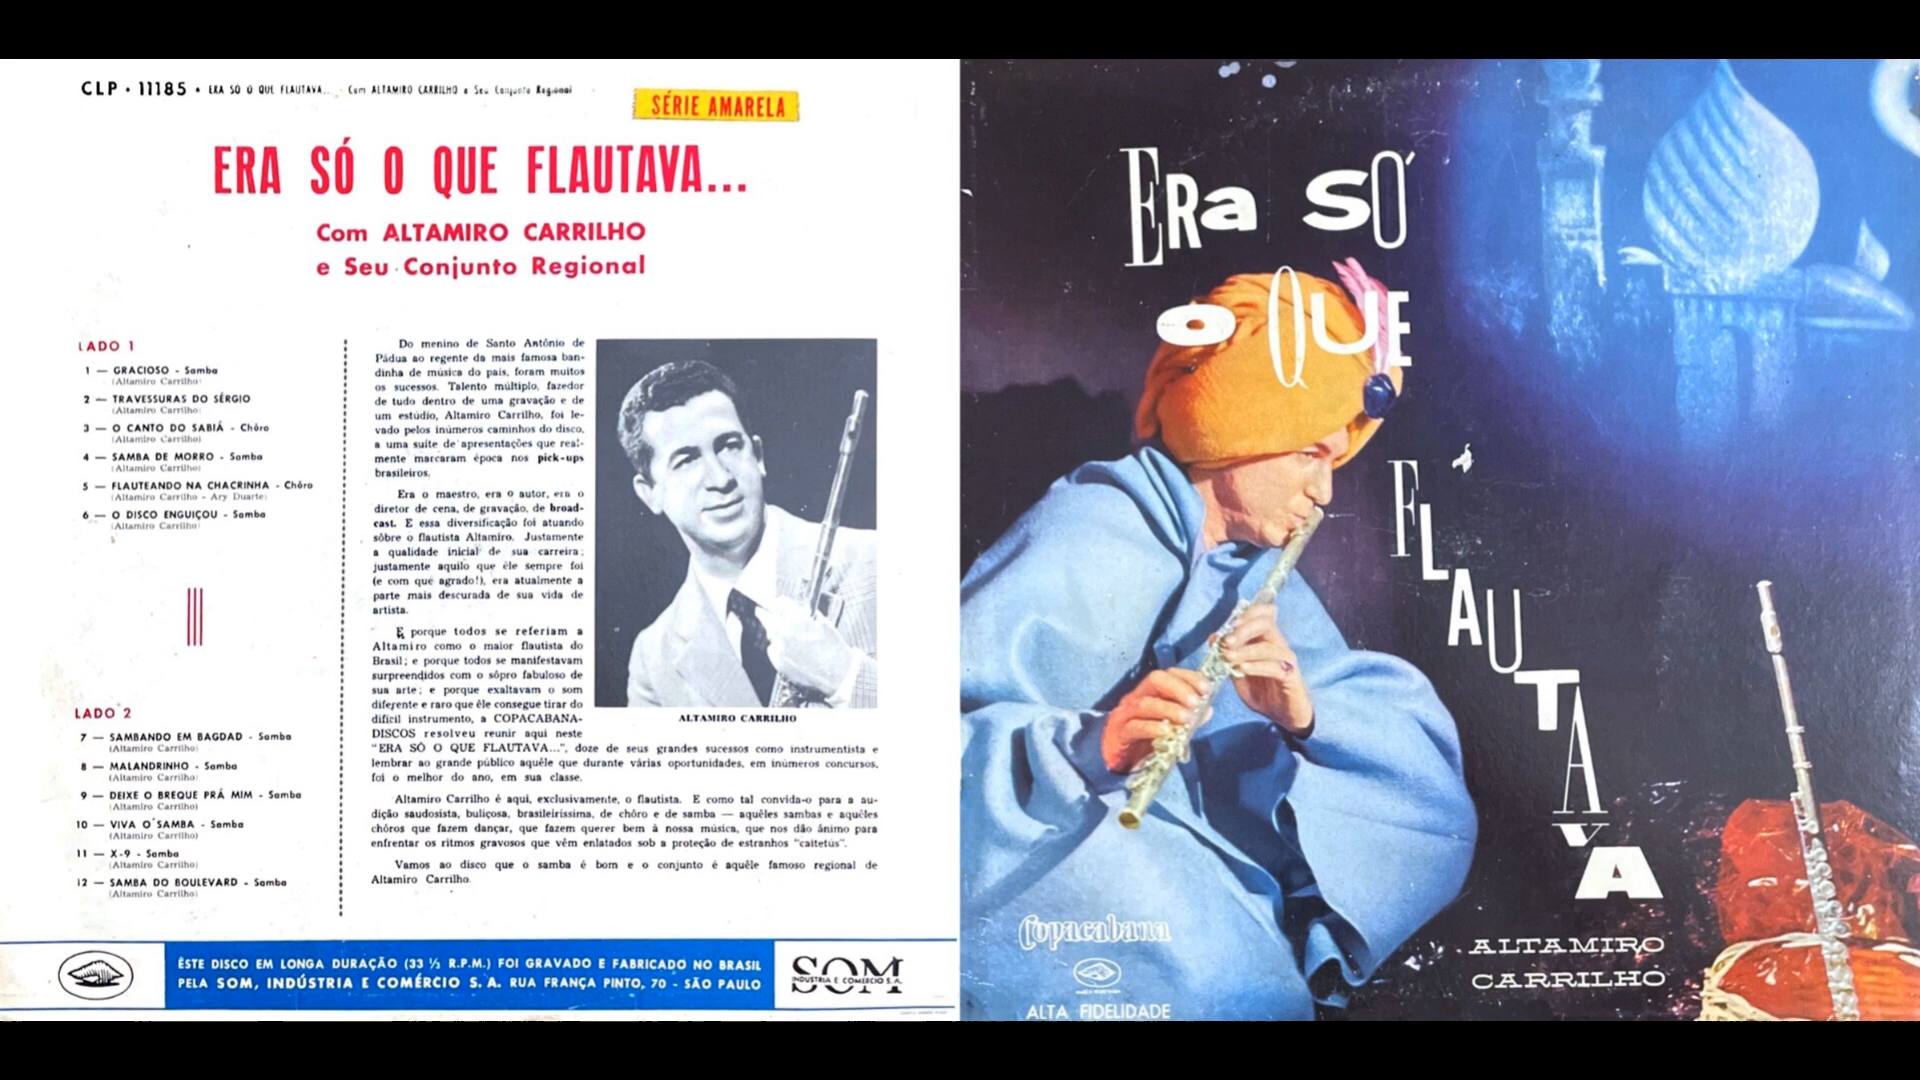 CLP • 11185 • ERA SÓ O QUE FLAUTAVA... - Com ALTAMIRO CARRILHO e Seu Conjunto Regional
SÉRIE AMARELA
ERA SÓ O QUE FLAUTAVA...
Com ALTAMIRO CARRILHO
e Seu Conjunto Regional
LADO 1
1 — GRACIOSO - Samba
(Altamiro Carrilho)
2 — TRAVESSURAS DO SÉRGIO
(Altamiro Carrilho)
3 — O CANTO DO SABIÁ - Chôro
(Altamiro Carrilho)
4 — SAMBA DE MORRO - Samba
(Altamiro Carrilho)
5 — FLAUTEANDO NA CHACRINHA - Chôro
(Altamiro Carrilho - Ary Duarte)
6 — O DISCO ENGUIÇOU - Samba
(Altamiro Carrilho)
LADO 2
7 — SAMBANDO EM BAGDAD - Samba
(Altamiro Carrilho)
8 — MALANDRINHO - Samba
(Altamiro Carrilho)
9 — DEIXE O BREQUE PRÁ MIM - Samba
(Altamiro Carrilho)
10 — VIVA O SAMBA - Samba
(Altamiro Carrilho)
11 — X-9 - Samba
(Altamiro Carrilho)
12 — SAMBA DO BOULEVARD - Samba
(Altamiro Carrilho)
Do menino de Santo Antônio de
Pádua ao regente da mais famosa ban-
dinha de música do país, foram muitos
os sucessos. Talento múltiplo, fazedor
de tudo dentro de uma gravação e de
um estúdio, Altamiro Carrilho, foi le-
vado pelos inúmeros caminhos do disco,
a uma suíte de apresentações que real-
mente marcaram época nos pick-ups
brasileiros.
Era o maestro, era o autor, era o
diretor de cena, de gravação, de broad-
cast. E essa diversificação foi atuando
sôbre o flautista Altamiro. Justamente
a qualidade inicial de sua carreira;
justamente aquilo que êle sempre foi
(e com que agrado!), era atualmente a
parte mais descurada de sua vida de
artista.
E porque todos se referiam a
Altamiro como o maior flautista do
Brasil; e porque todos se manifestavam
surpreendidos com o sôpro fabuloso de
sua arte; e porque exaltavam o som
diferente e raro que êle consegue tirar do
difícil instrumento, a COPACABANA-
DISCOS resolveu reunir aqui neste
"ERA SÓ O QUE FLAUTAVA...", doze de seus grandes sucessos como instrumentista e
lembrar ao grande público aquêle que durante várias oportunidades, em inúmeros concursos,
foi o melhor do ano, em sua classe.
Altamiro Carrilho é aqui, exclusivamente, o flautista. E como tal convida-o para a au-
dição saudosista, buliçosa, brasileiríssima, de chôro e de samba — aquêles sambas e aquêles
chôros que fazem dançar, que fazem querer bem à nossa música, que nos dão ânimo para
enfrentar os ritmos gravosos que vêm enlatados sob a proteção de estranhos "caitetús".
Vamos ao disco que o samba é bom e o conjunto é aquêle famoso regional de
Altamiro Carrilho.
ALTAMIRO CARRILHO
ÊSTE DISCO EM LONGA DURAÇÃO (33 ⅓ R.P.M.) FOI GRAVADO E FABRICADO NO BRASIL
PELA SOM, INDÚSTRIA E COMÉRCIO S. A. RUA FRANÇA PINTO, 70 - SÃO PAULO
SOM
INDUSTRIA E COMERCIO S.A.
ERa SÓ
O QUE
FLAUTAVA
ALTAMIRO
CARRILHO
Copacabana
ALTA FIDELIDADE